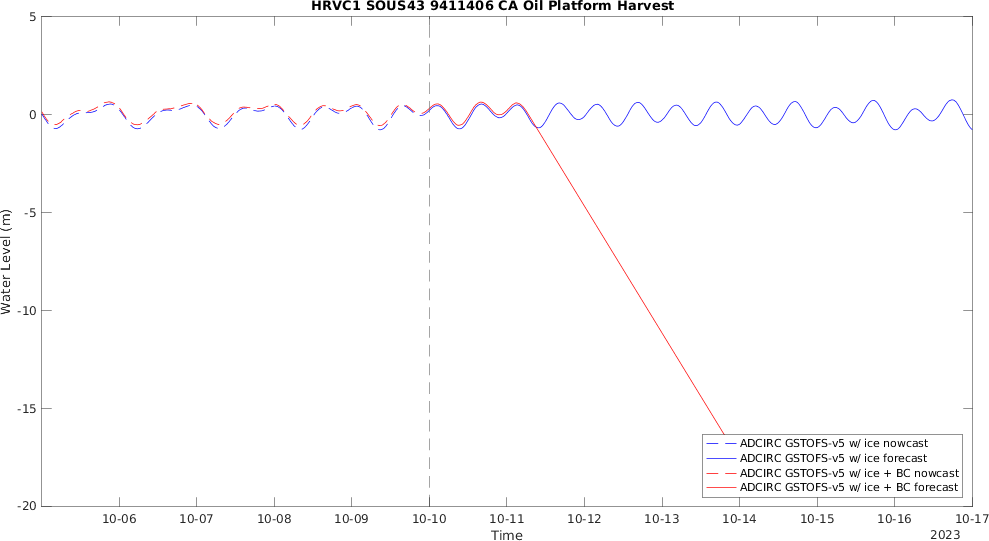 HRVC1 SOUS43 9411406 CA Oil Platform Harvest
5
0
-5
-10
-15
-20
Water Level (m)
ADCIRC GSTOFS-v5 w/ ice nowcast
ADCIRC GSTOFS-v5 w/ ice forecast
ADCIRC GSTOFS-v5 w/ ice + BC nowcast
ADCIRC GSTOFS-v5 w/ ice + BC forecast
10-06 10-07 10-08 10-09 10-10 10-11 10-12 10-13 10-14 10-15 10-16 10-17
Time
2023